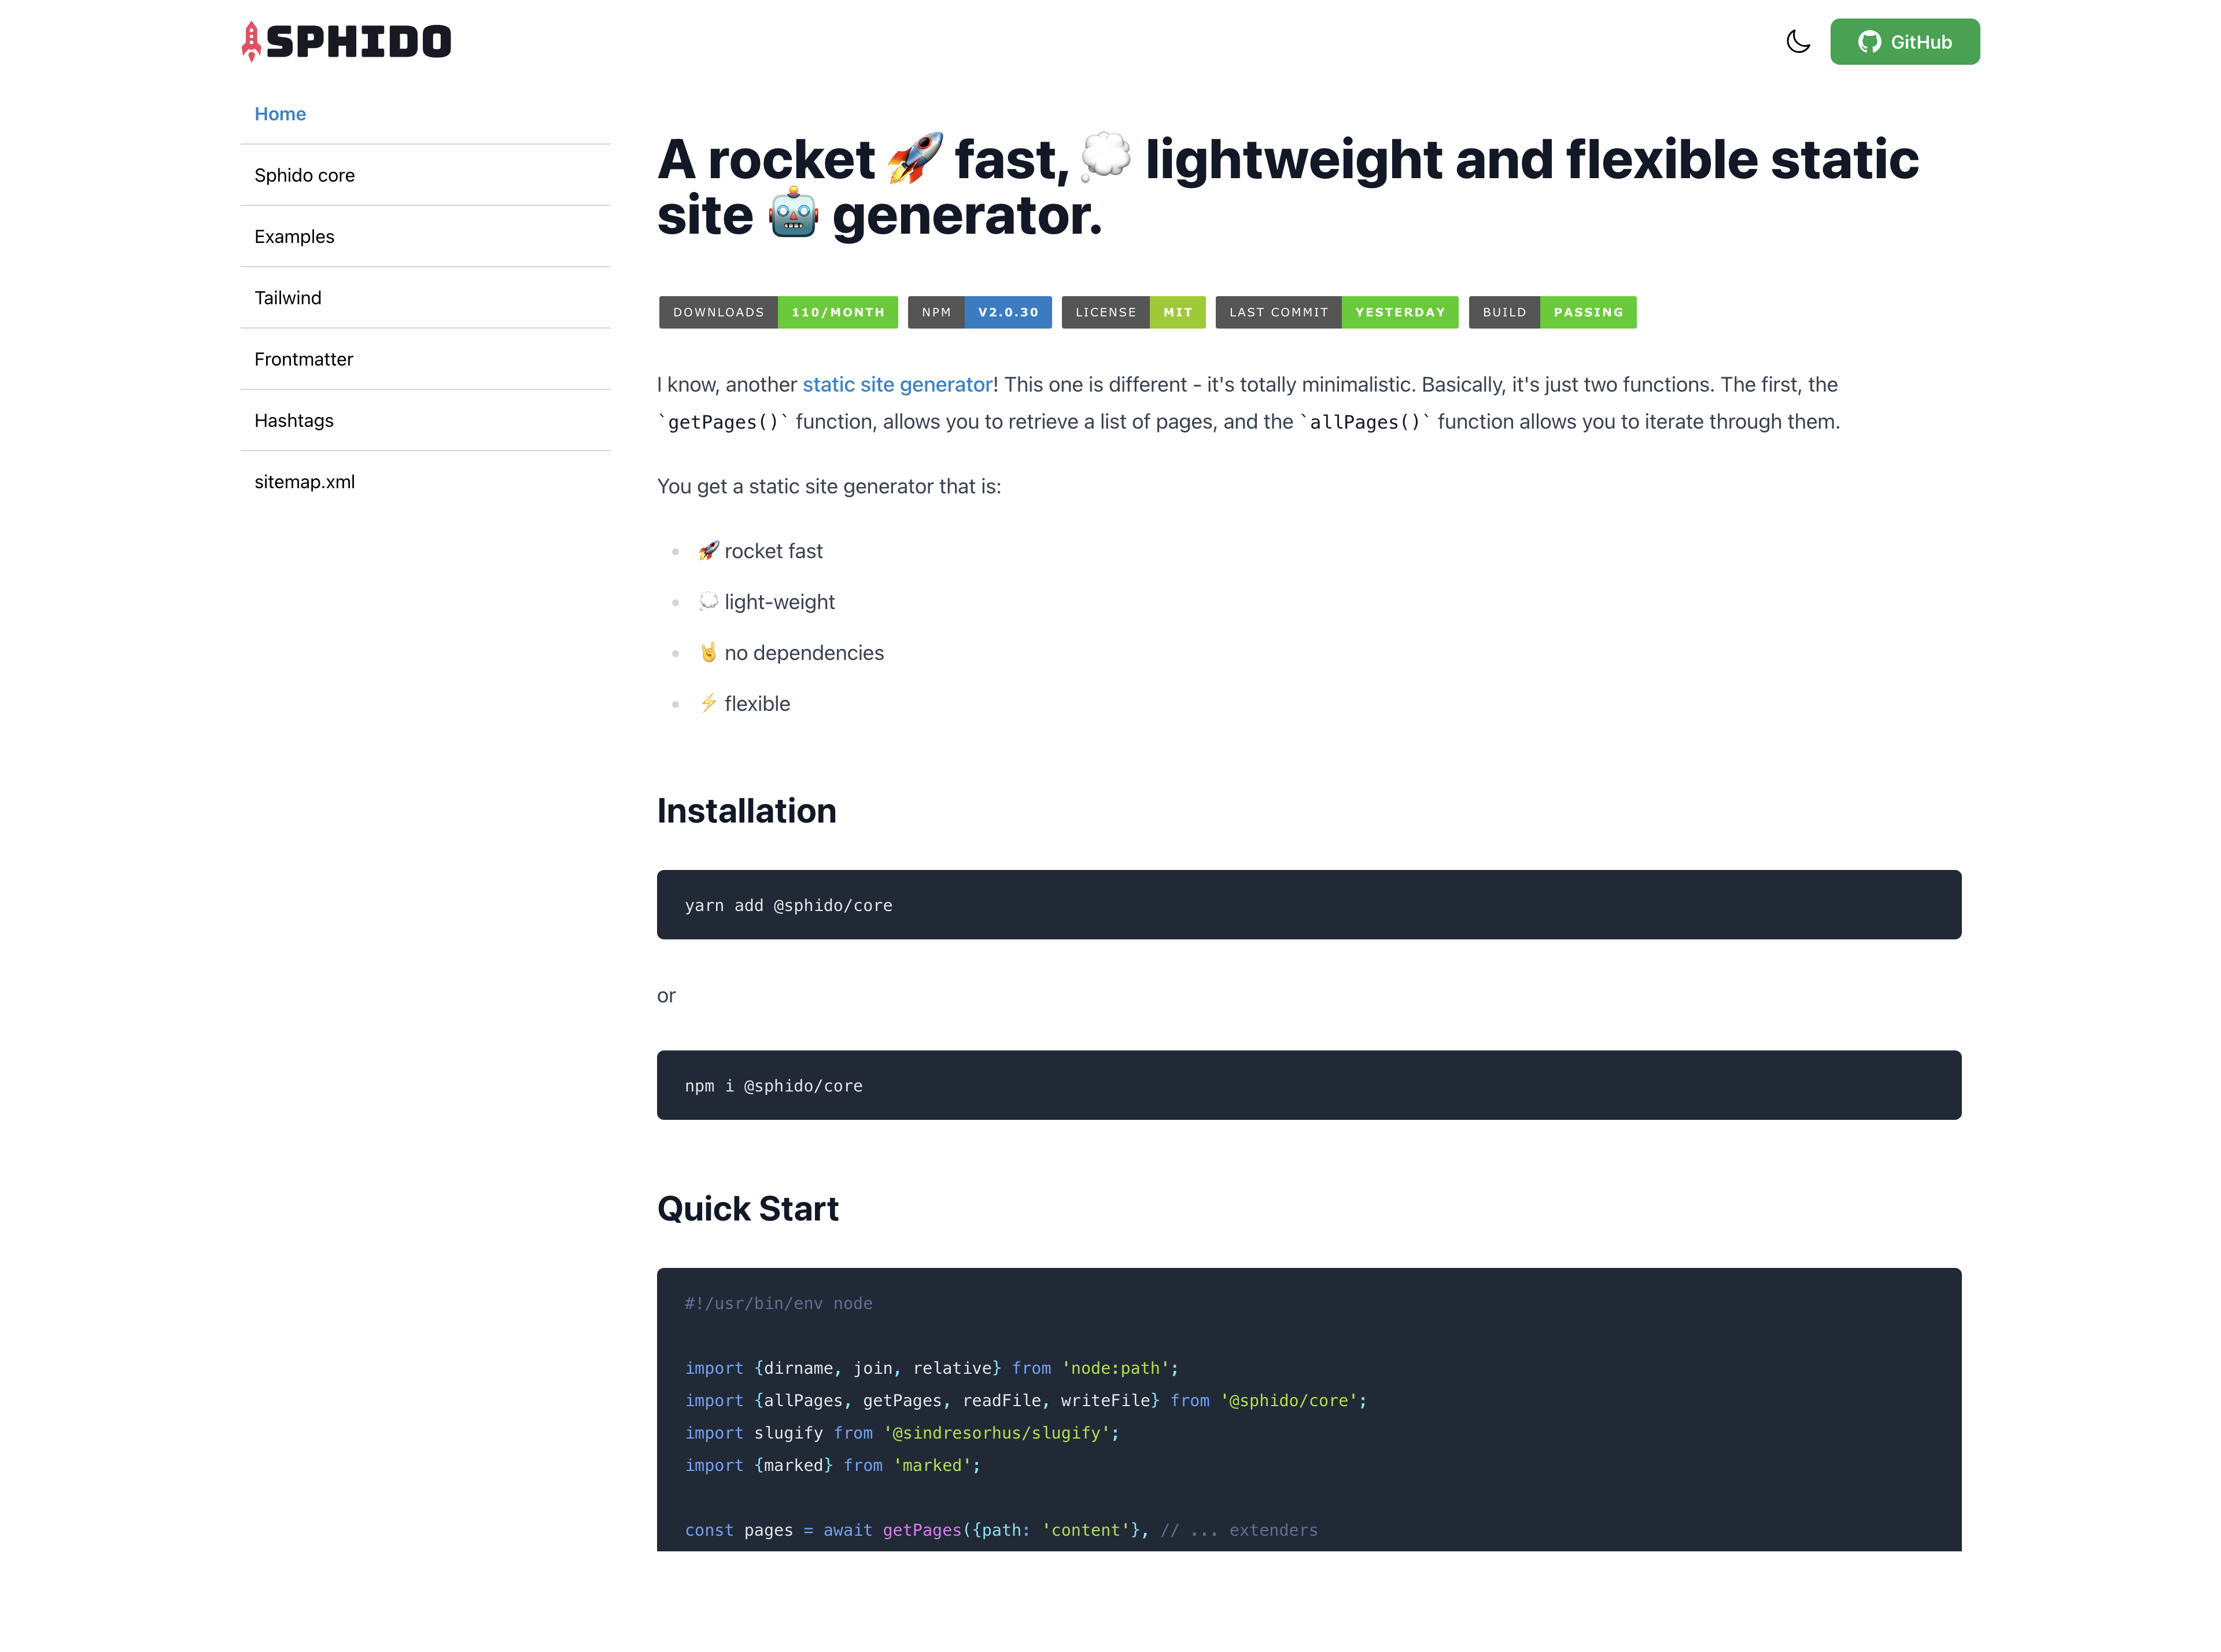 SPHIDO
GitHub
Home
Sphido core
Examples
Tailwind
Frontmatter
Hashtags
sitemap.xml
A rocket 🚀 fast, 💭 lightweight and flexible static
site 🤖 generator.
DOWNLOADS 110/MONTH NPM V2.0.30 LICENSE MIT LAST COMMIT YESTERDAY BUILD PASSING
I know, another static site generator! This one is different - it's totally minimalistic. Basically, it's just two functions. The first, the
`getPages()` function, allows you to retrieve a list of pages, and the `allPages()` function allows you to iterate through them.
You get a static site generator that is:
🚀 rocket fast
💭 light-weight
🤘 no dependencies
⚡ flexible
Installation
yarn add @sphido/core
or
npm i @sphido/core
Quick Start
#!/usr/bin/env node
import {dirname, join, relative} from 'node:path';
import {allPages, getPages, readFile, writeFile} from '@sphido/core';
import slugify from '@sindresorhus/slugify';
import {marked} from 'marked';
const pages = await getPages({path: 'content'}, // ... extenders